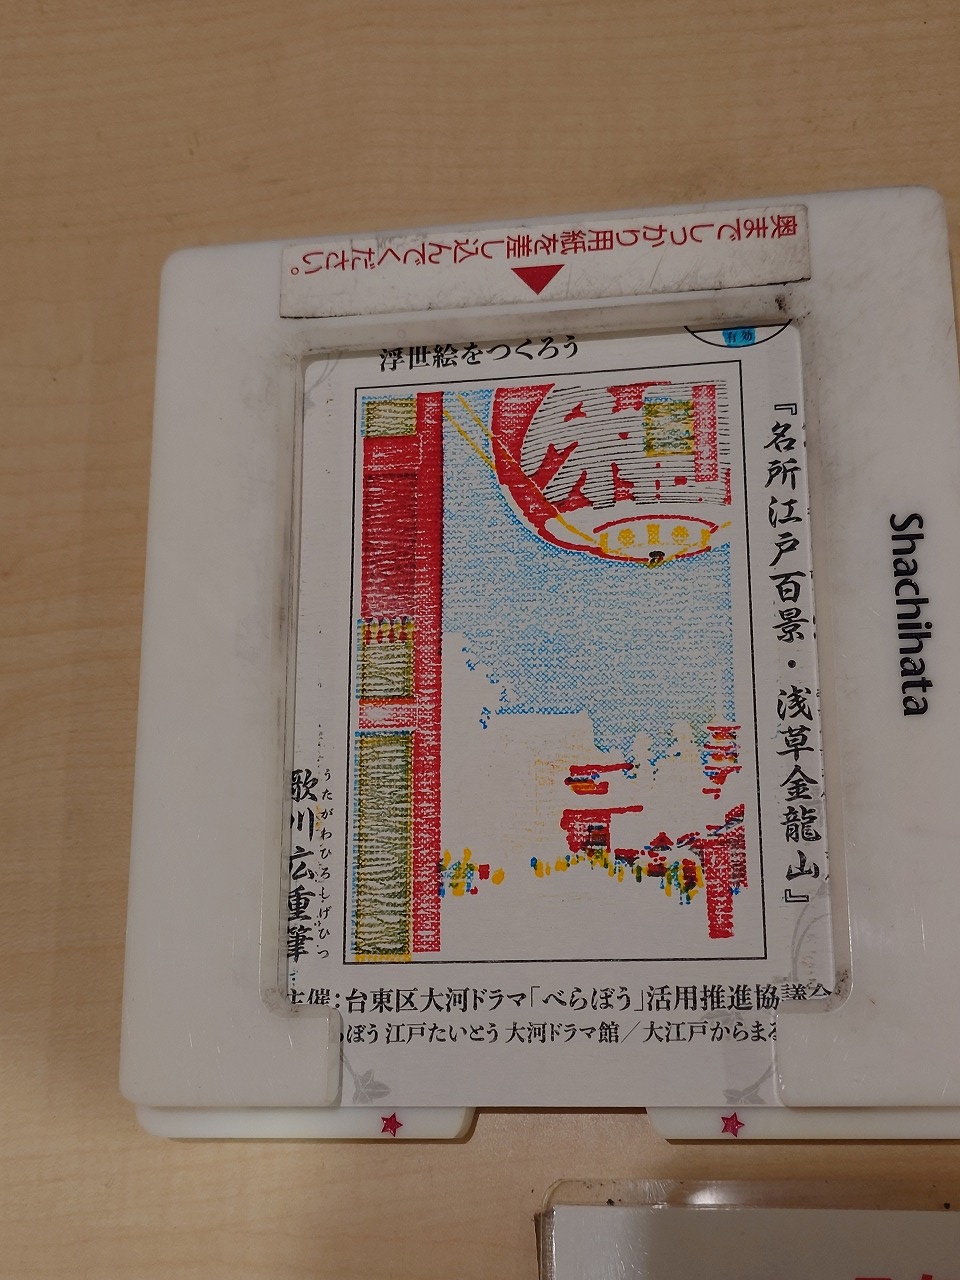 奥までしっかり用紙を差し込んでください。
有効
浮世絵をつくろう
『名所江戸百景・浅草金龍山』
Shachihata
うたがわひろしげひつ
歌川広重筆
主催：台東区大河ドラマ「べらぼう」活用推進協議会
ぼう 江戸たいとう 大河ドラマ館／大江戸からまる